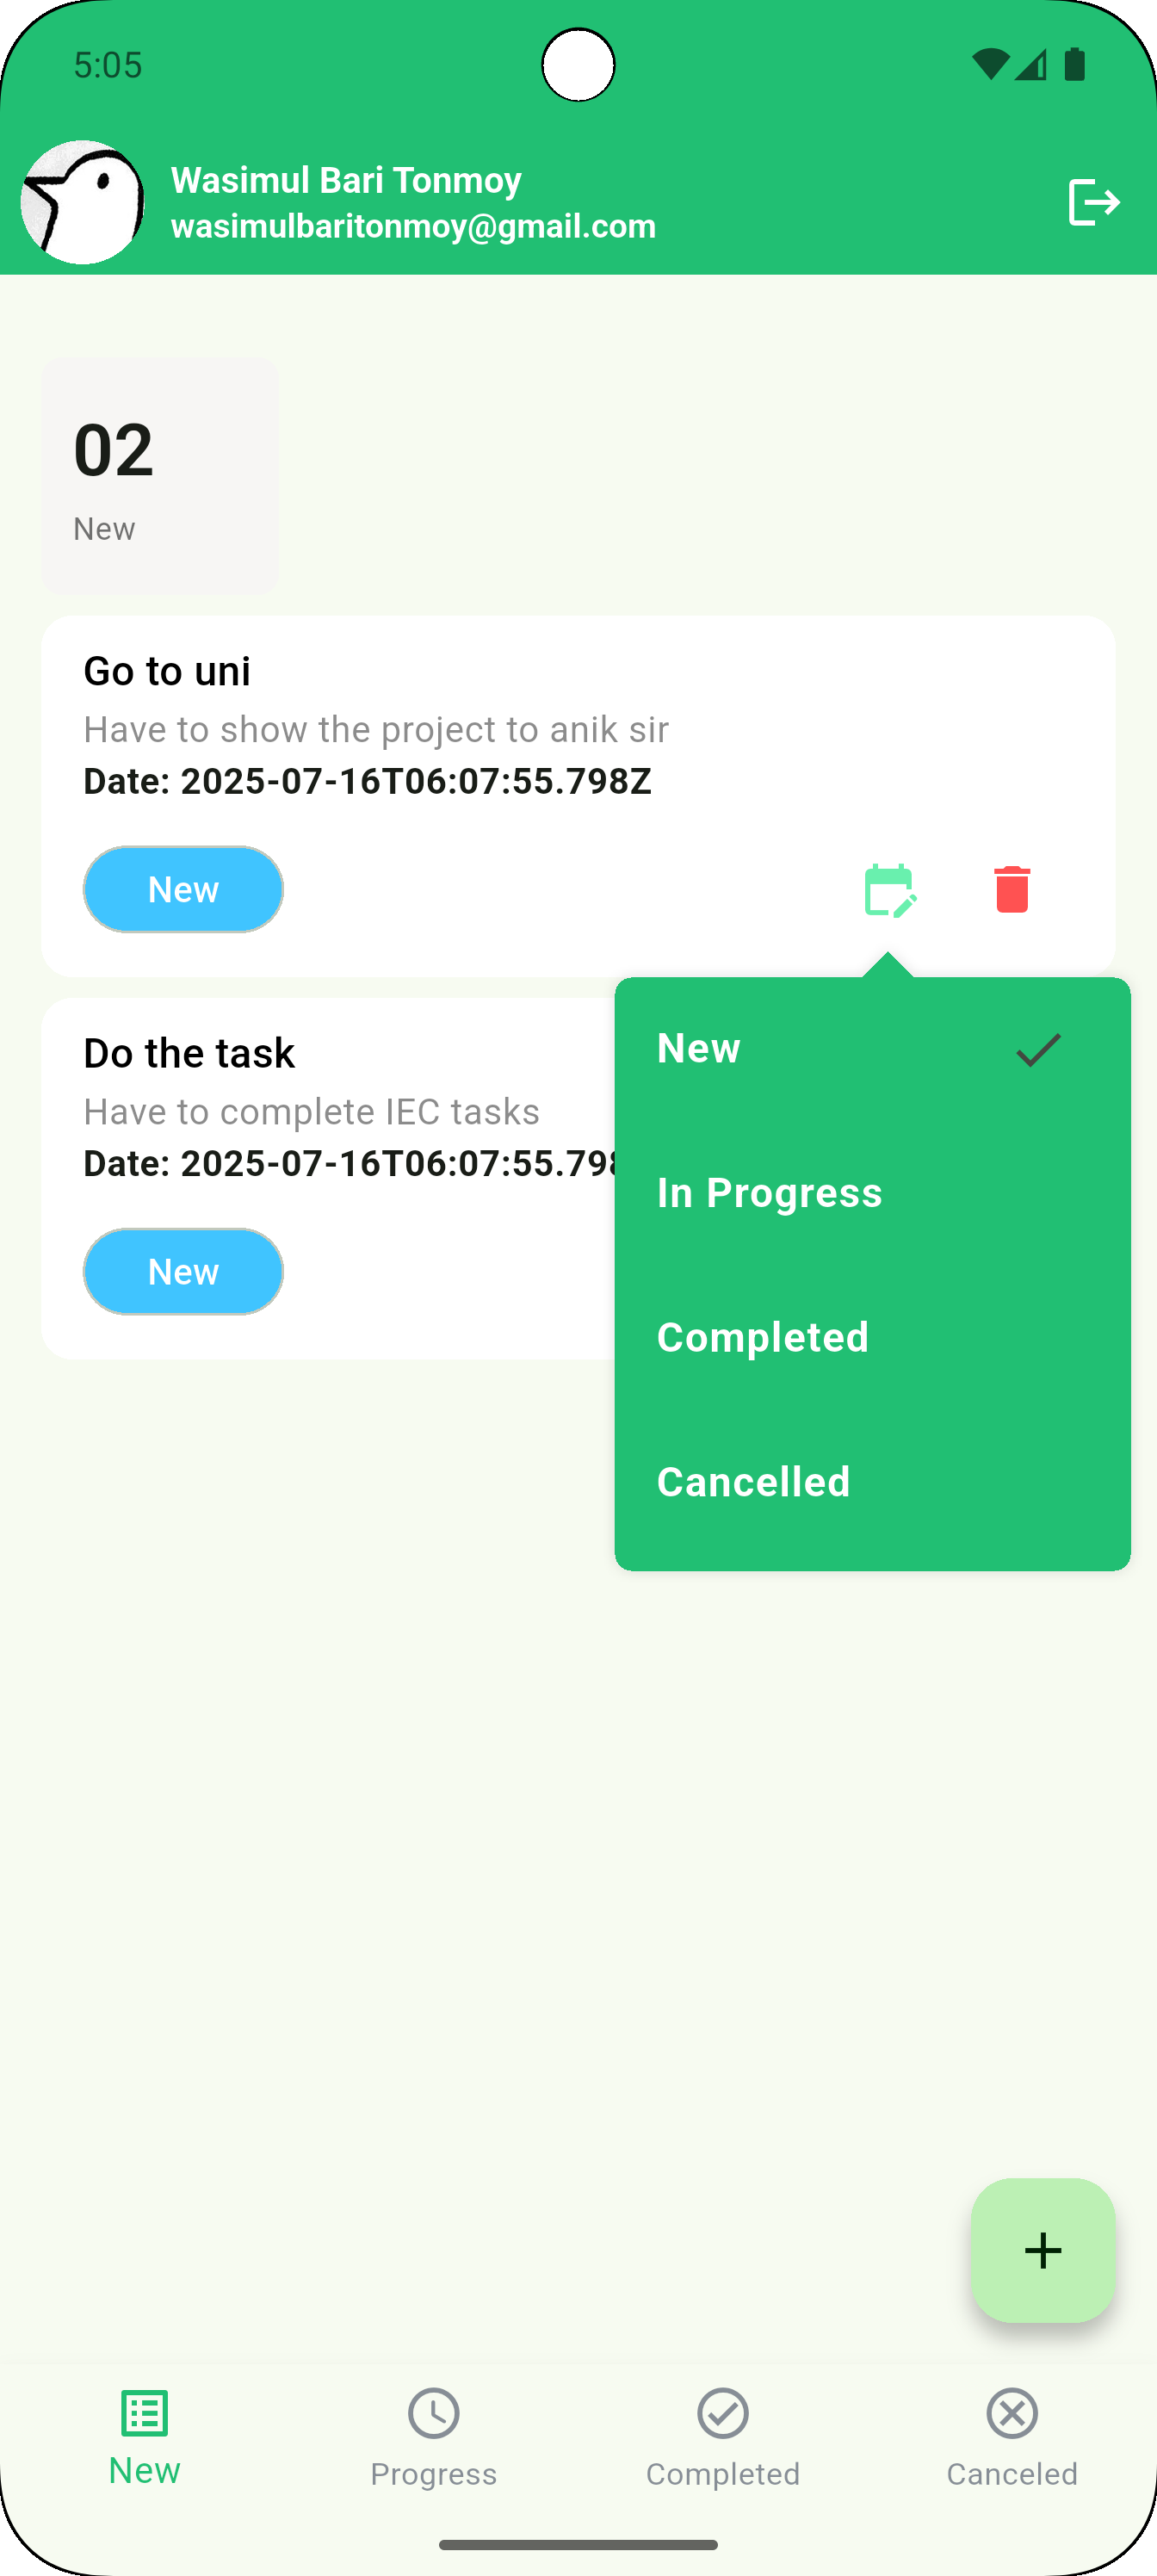 5:05
Wasimul Bari Tonmoy
wasimulbaritonmoy@gmail.com
02
New
Go to uni
Have to show the project to anik sir
Date: 2025-07-16T06:07:55.798Z
New
Do the task
Have to complete IEC tasks
Date: 2025-07-16T06:07:55.798
New
New
In Progress
Completed
Cancelled
New
Progress
Completed
Canceled